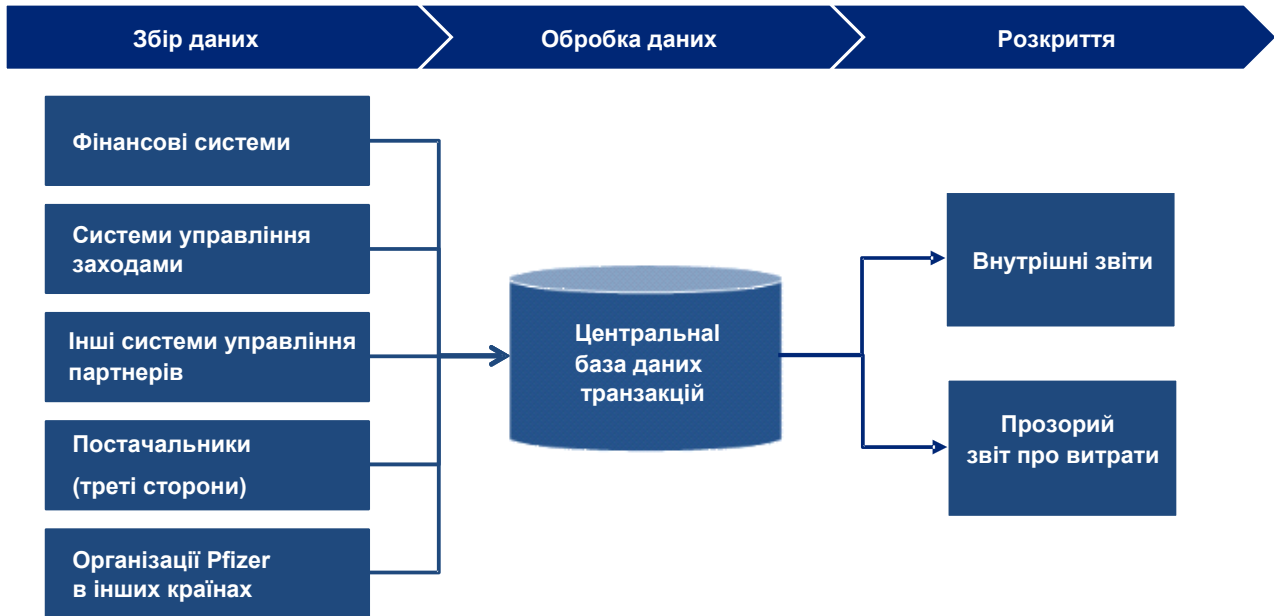 Збір даних
Обробка даних
Розкриття
Фінансові системи
Системи управління
заходами
Інші системи управління
партнерів
Постачальники
(треті сторони)
Організації Pfizer
в інших країнах
Центральнаl
база даних
транзакцій
Внутрішні звіти
Прозорий
звіт про витрати